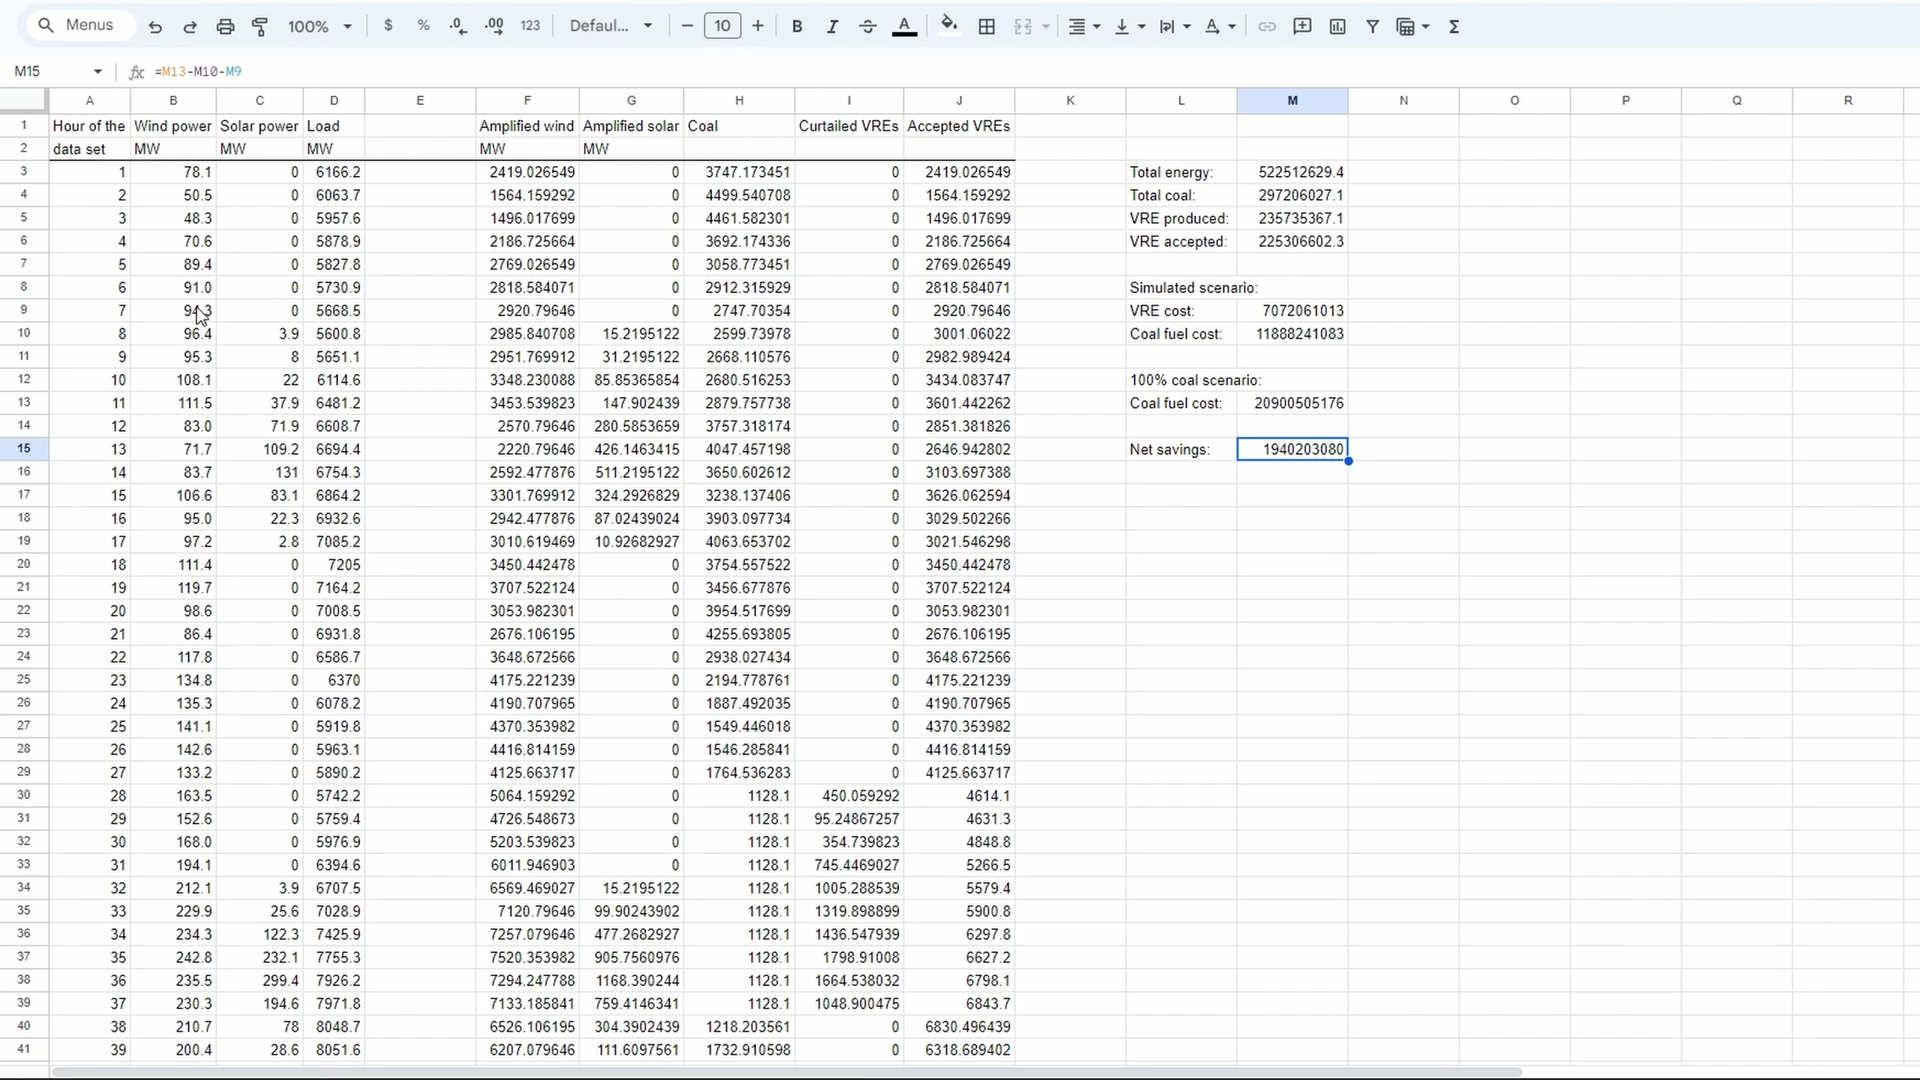 Menus 100% $ % .0 .00 123 Defaul... − 10 + B I A A Σ
M15 fx =M13-M10-M9
A B C D E F G H I J K L M N O P Q R
1 Hour of the Wind power Solar power Load Amplified wind Amplified solar Coal Curtailed VREs Accepted VREs
2 data set MW MW MW MW MW
3 1 78.1 0 6166.2 2419.026549 0 3747.173451 0 2419.026549 Total energy: 522512629.4
4 2 50.5 0 6063.7 1564.159292 0 4499.540708 0 1564.159292 Total coal: 297206027.1
5 3 48.3 0 5957.6 1496.017699 0 4461.582301 0 1496.017699 VRE produced: 235735367.1
6 4 70.6 0 5878.9 2186.725664 0 3692.174336 0 2186.725664 VRE accepted: 225306602.3
7 5 89.4 0 5827.8 2769.026549 0 3058.773451 0 2769.026549
8 6 91.0 0 5730.9 2818.584071 0 2912.315929 0 2818.584071 Simulated scenario:
9 7 94.3 0 5668.5 2920.79646 0 2747.70354 0 2920.79646 VRE cost: 7072061013
10 8 96.4 3.9 5600.8 2985.840708 15.2195122 2599.73978 0 3001.06022 Coal fuel cost: 11888241083
11 9 95.3 8 5651.1 2951.769912 31.2195122 2668.110576 0 2982.989424
12 10 108.1 22 6114.6 3348.230088 85.85365854 2680.516253 0 3434.083747 100% coal scenario:
13 11 111.5 37.9 6481.2 3453.539823 147.902439 2879.757738 0 3601.442262 Coal fuel cost: 20900505176
14 12 83.0 71.9 6608.7 2570.79646 280.5853659 3757.318174 0 2851.381826
15 13 71.7 109.2 6694.4 2220.79646 426.1463415 4047.457198 0 2646.942802 Net savings: 1940203080
16 14 83.7 131 6754.3 2592.477876 511.2195122 3650.602612 0 3103.697388
17 15 106.6 83.1 6864.2 3301.769912 324.2926829 3238.137406 0 3626.062594
18 16 95.0 22.3 6932.6 2942.477876 87.02439024 3903.097734 0 3029.502266
19 17 97.2 2.8 7085.2 3010.619469 10.92682927 4063.653702 0 3021.546298
20 18 111.4 0 7205 3450.442478 0 3754.557522 0 3450.442478
21 19 119.7 0 7164.2 3707.522124 0 3456.677876 0 3707.522124
22 20 98.6 0 7008.5 3053.982301 0 3954.517699 0 3053.982301
23 21 86.4 0 6931.8 2676.106195 0 4255.693805 0 2676.106195
24 22 117.8 0 6586.7 3648.672566 0 2938.027434 0 3648.672566
25 23 134.8 0 6370 4175.221239 0 2194.778761 0 4175.221239
26 24 135.3 0 6078.2 4190.707965 0 1887.492035 0 4190.707965
27 25 141.1 0 5919.8 4370.353982 0 1549.446018 0 4370.353982
28 26 142.6 0 5963.1 4416.814159 0 1546.285841 0 4416.814159
29 27 133.2 0 5890.2 4125.663717 0 1764.536283 0 4125.663717
30 28 163.5 0 5742.2 5064.159292 0 1128.1 450.059292 4614.1
31 29 152.6 0 5759.4 4726.548673 0 1128.1 95.24867257 4631.3
32 30 168.0 0 5976.9 5203.539823 0 1128.1 354.739823 4848.8
33 31 194.1 0 6394.6 6011.946903 0 1128.1 745.4469027 5266.5
34 32 212.1 3.9 6707.5 6569.469027 15.2195122 1128.1 1005.288539 5579.4
35 33 229.9 25.6 7028.9 7120.79646 99.90243902 1128.1 1319.898899 5900.8
36 34 234.3 122.3 7425.9 7257.079646 477.2682927 1128.1 1436.547939 6297.8
37 35 242.8 232.1 7755.3 7520.353982 905.7560976 1128.1 1798.91008 6627.2
38 36 235.5 299.4 7926.2 7294.247788 1168.390244 1128.1 1664.538032 6798.1
39 37 230.3 194.6 7971.8 7133.185841 759.4146341 1128.1 1048.900475 6843.7
40 38 210.7 78 8048.7 6526.106195 304.3902439 1218.203561 0 6830.496439
41 39 200.4 28.6 8051.6 6207.079646 111.6097561 1732.910598 0 6318.689402